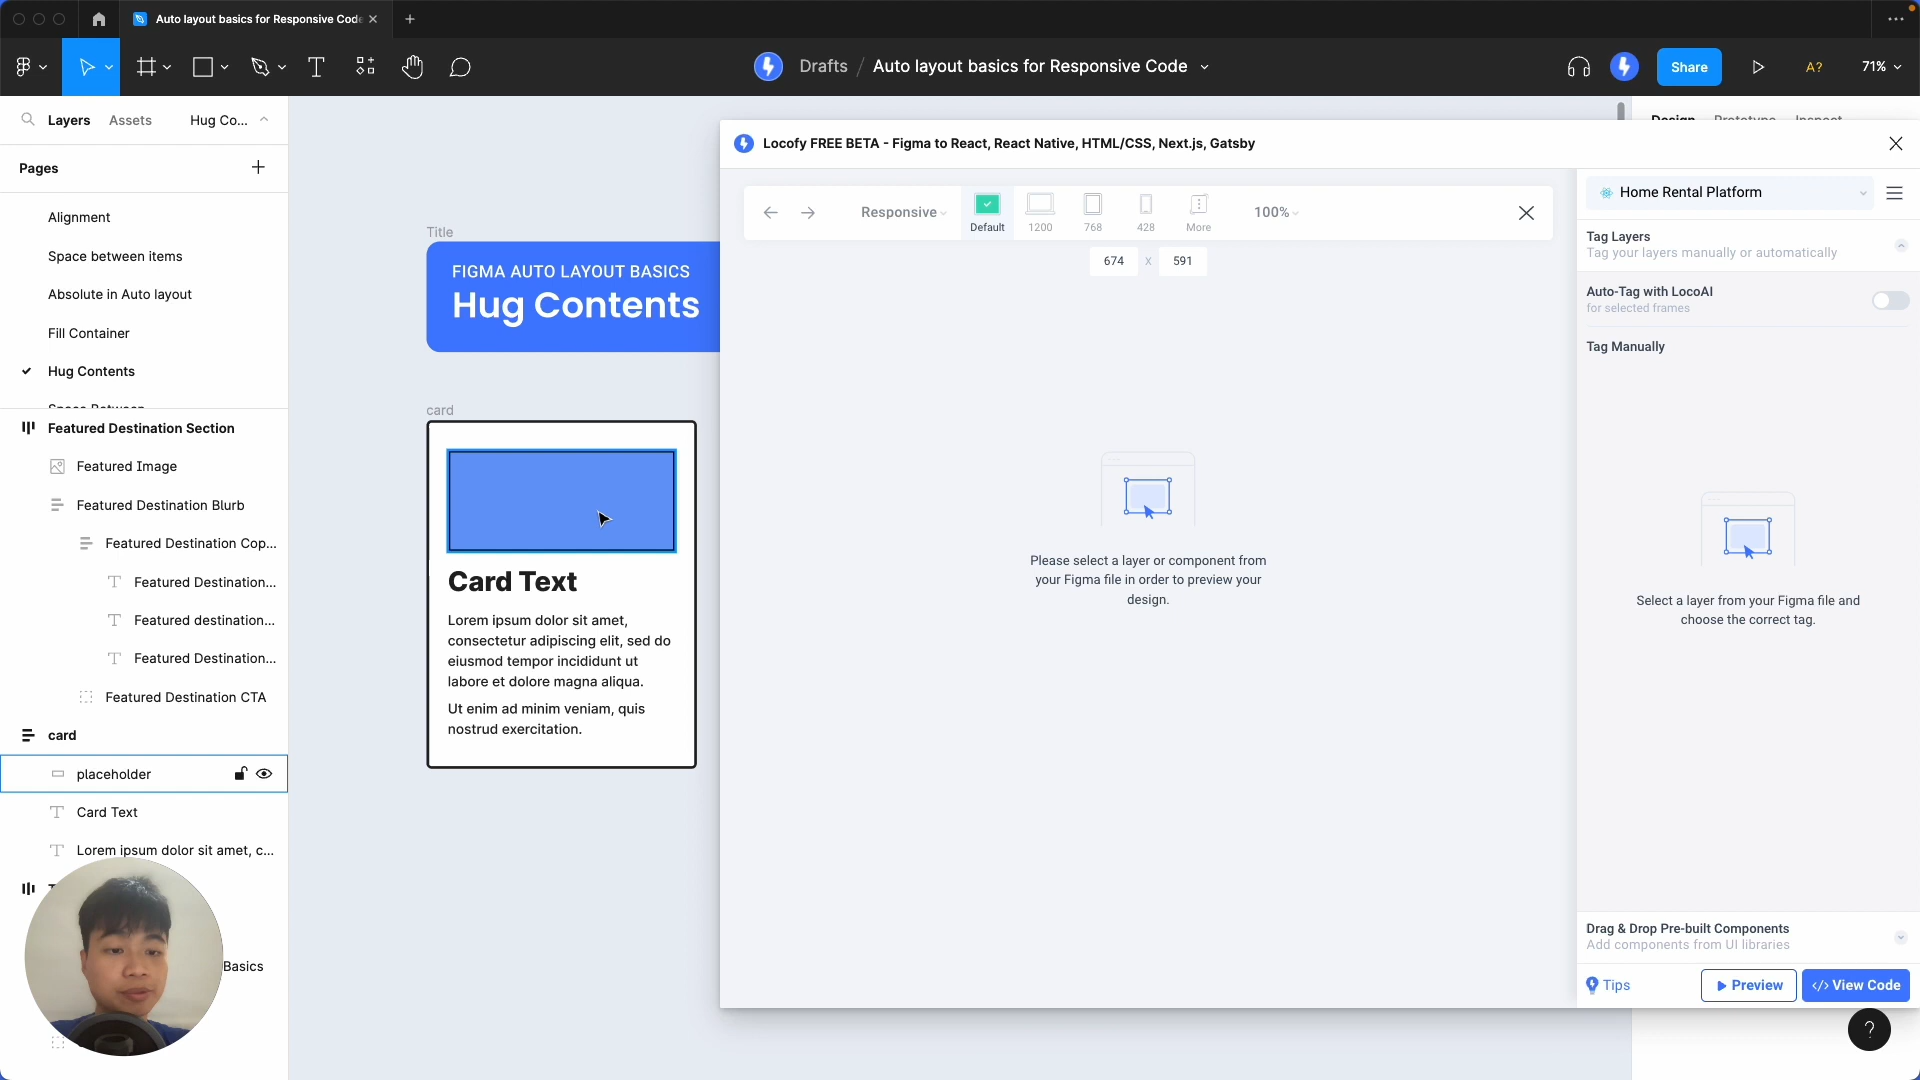 Auto layout basics for Responsive Code
Drafts / Auto layout basics for Responsive Code
Share
A?
71%
Layers
Assets
Hug Co...
Pages
Alignment
Space between items
Absolute in Auto layout
Fill Container
Hug Contents
Space Between
Featured Destination Section
Featured Image
Featured Destination Blurb
Featured Destination Cop...
Featured Destination...
Featured destination...
Featured Destination...
Featured Destination CTA
card
placeholder
Card Text
Lorem ipsum dolor sit amet, c...
Basics
Title
FIGMA AUTO LAYOUT BASICS
Hug Contents
card
Card Text
Lorem ipsum dolor sit amet,
consectetur adipiscing elit, sed do
eiusmod tempor incididunt ut
labore et dolore magna aliqua.
Ut enim ad minim veniam, quis
nostrud exercitation.
Design
Prototype
Inspect
Locofy FREE BETA - Figma to React, React Native, HTML/CSS, Next.js, Gatsby
Responsive
Default
1200
768
428
More
100%
674 x 591
Please select a layer or component from
your Figma file in order to preview your
design.
Home Rental Platform
Tag Layers
Tag your layers manually or automatically
Auto-Tag with LocoAI
for selected frames
Tag Manually
Select a layer from your Figma file and
choose the correct tag.
Drag & Drop Pre-built Components
Add components from UI libraries
Tips
Preview
</> View Code
?